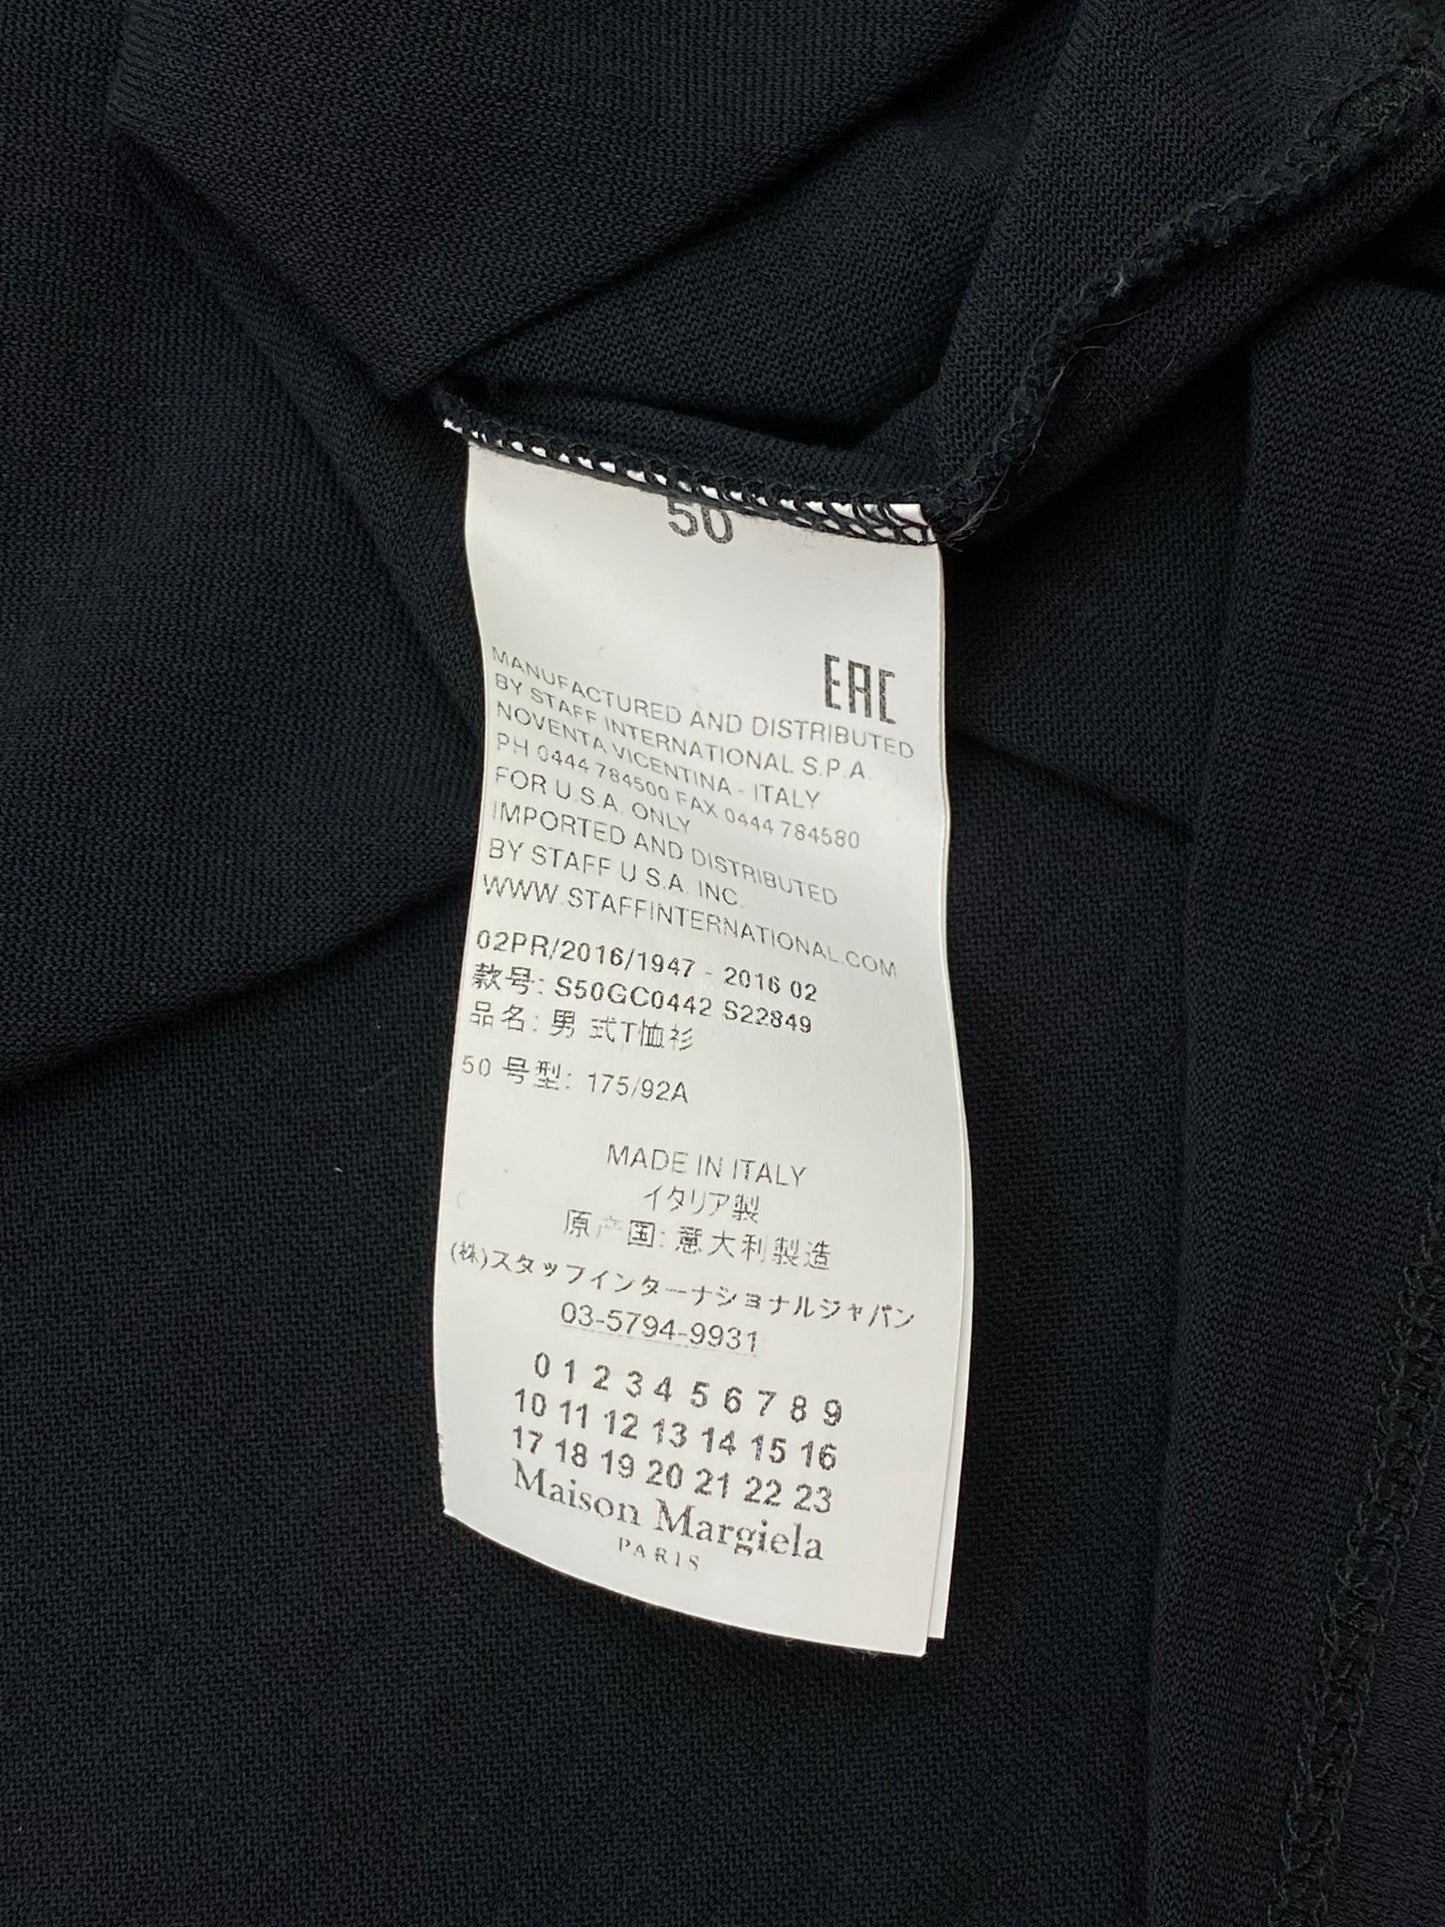 50
EAC
MANUFACTURED AND DISTRIBUTED
BY STAFF INTERNATIONAL S.P.A.
NOVENTA VICENTINA - ITALY
PH 0444 784500 FAX 0444 784580
FOR U.S.A. ONLY
IMPORTED AND DISTRIBUTED
BY STAFF U.S.A. INC.
WWW.STAFFINTERNATIONAL.COM
02PR/2016/1947 - 2016 02
款号: S50GC0442 S22849
品名: 男 式T恤衫
50 号型: 175/92A
MADE IN ITALY
イタリア製
原产国: 意大利製造
(株)スタッフインターナショナルジャパン
03-5794-9931
0 1 2 3 4 5 6 7 8 9
10 11 12 13 14 15 16
17 18 19 20 21 22 23
Maison Margiela
PARIS